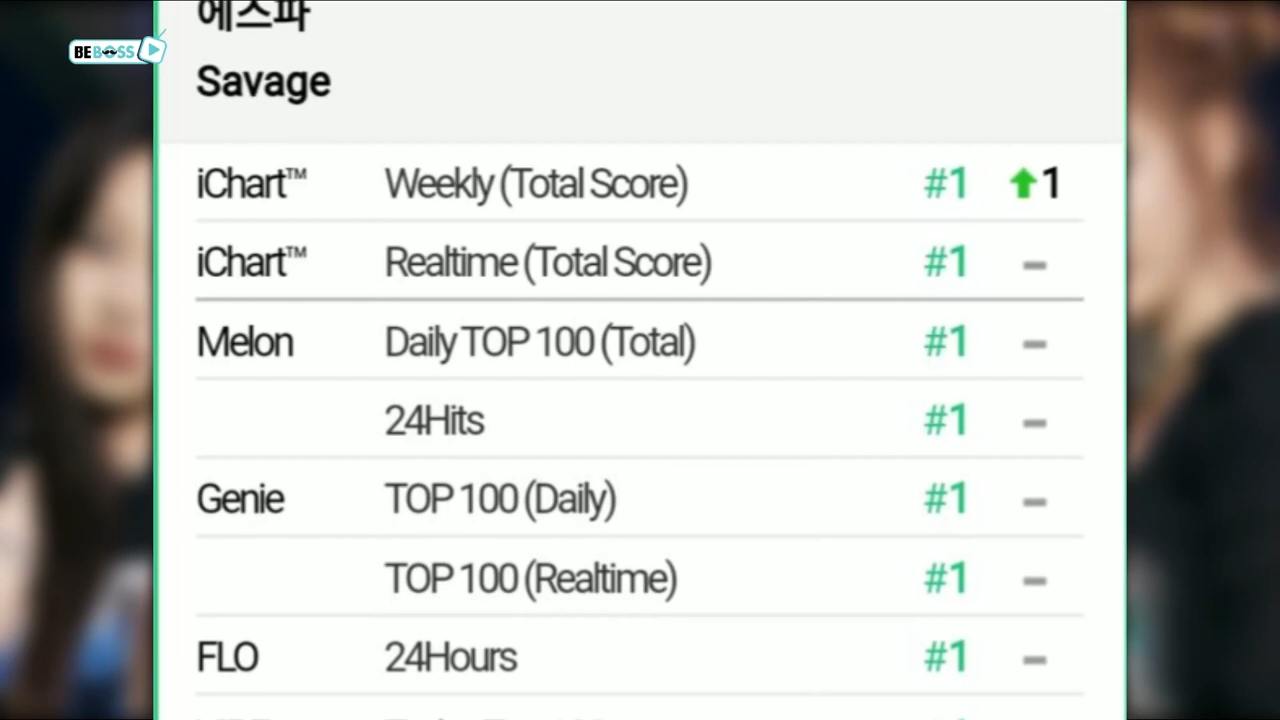 에스파
BEBOSS
Savage
iChart™ Weekly (Total Score) #1 1
iChart™ Realtime (Total Score) #1 –
Melon Daily TOP 100 (Total) #1 –
24Hits #1 –
Genie TOP 100 (Daily) #1 –
TOP 100 (Realtime) #1 –
FLO 24Hours #1 –